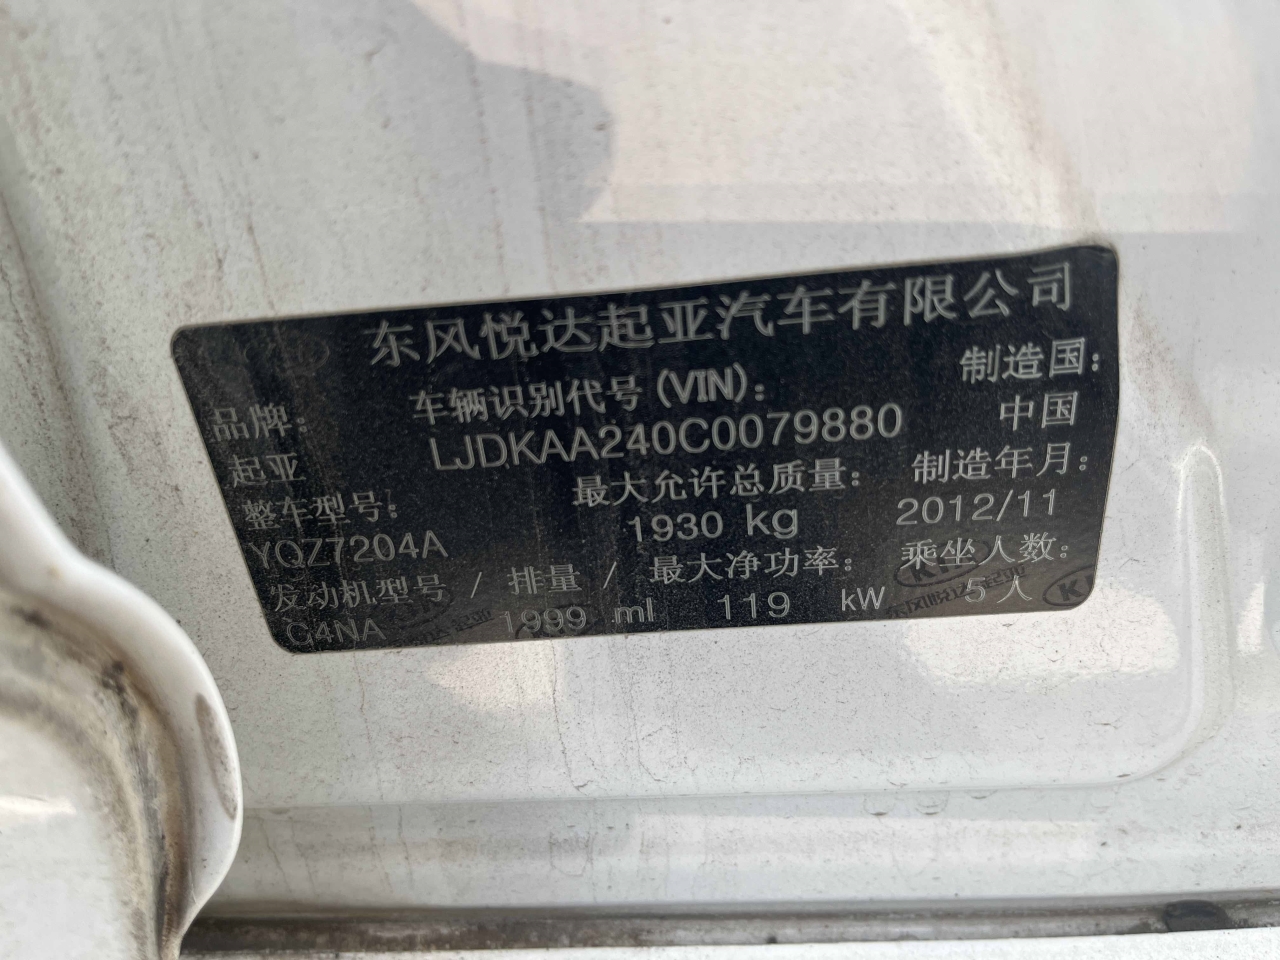 东风悦达起亚汽车有限公司
品牌：
起亚
车辆识别代号(VIN)：
LJDKAA240C0079880
制造国：
中国
整车型号：
YQZ7204A
最大允许总质量：
1930 kg
制造年月：
2012/11
发动机型号 / 排量 / 最大净功率：
G4NA 1999 ml 119 kW
乘坐人数：
5 人